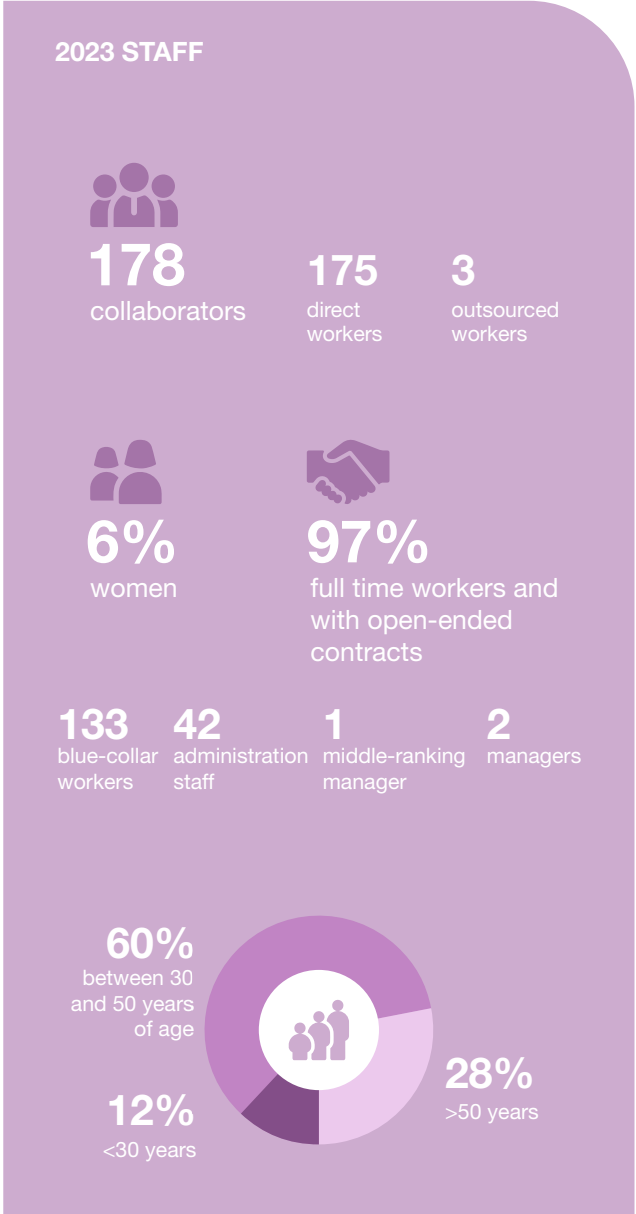 2023 STAFF
178
collaborators
175
direct
workers
3
outsourced
workers
6%
women
97%
full time workers and
with open-ended
contracts
133
blue-collar
workers
42
administration
staff
1
middle-ranking
manager
2
managers
60%
between 30
and 50 years
of age
28%
>50 years
12%
<30 years